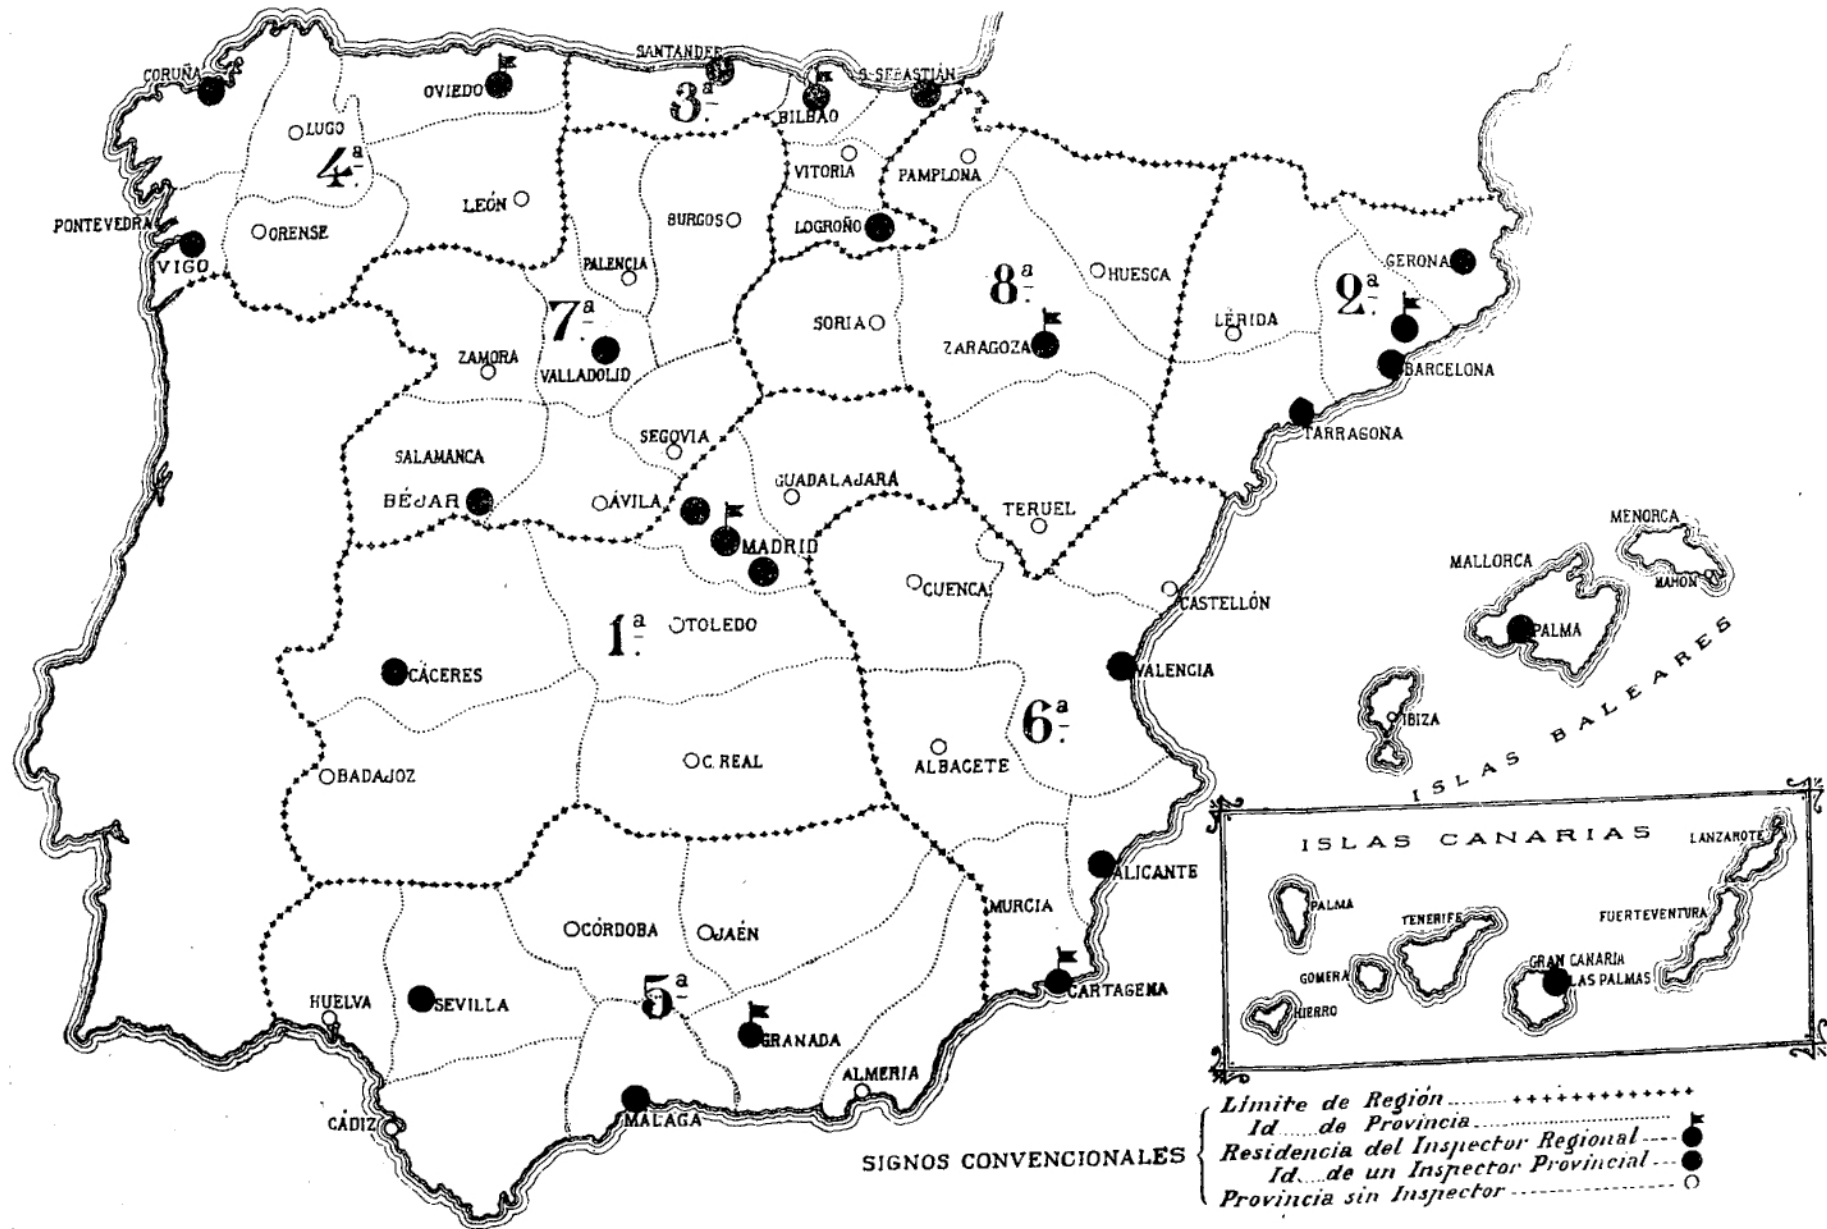 CORUÑA
OVIEDO
SANTANDER
S. SEBASTIÁN
3ª
BILBAO
LUGO
4ª
VITORIA
PAMPLONA
LEÓN
BURGOS
LOGROÑO
PONTEVEDRA
ORENSE
VIGO
PALENCIA
7ª
8ª
HUESCA
GERONA
2ª
SORIA
LÉRIDA
ZARAGOZA
ZAMORA
VALLADOLID
BARCELONA
TARRAGONA
SEGOVIA
SALAMANCA
BÉJAR
ÁVILA
GUADALAJARA
TERUEL
MADRID
MENORCA
MALLORCA
MAHÓN
CUENCA
CASTELLÓN
1ª
TOLEDO
PALMA
CÁCERES
VALENCIA
6ª
IBIZA
ISLAS BALEARES
BADAJOZ
C. REAL
ALBACETE
ISLAS CANARIAS
LANZAROTE
ALICANTE
MURCIA
PALMA
TENERIFE
FUERTEVENTURA
CÓRDOBA
JAÉN
GOMERA
GRAN CANARIA
LAS PALMAS
HIERRO
5ª
CARTAGENA
HUELVA
SEVILLA
GRANADA
ALMERIA
CÁDIZ
MÁLAGA
SIGNOS CONVENCIONALES
Límite de Región
Id de Provincia
Residencia del Inspector Regional
Id de un Inspector Provincial
Provincia sin Inspector